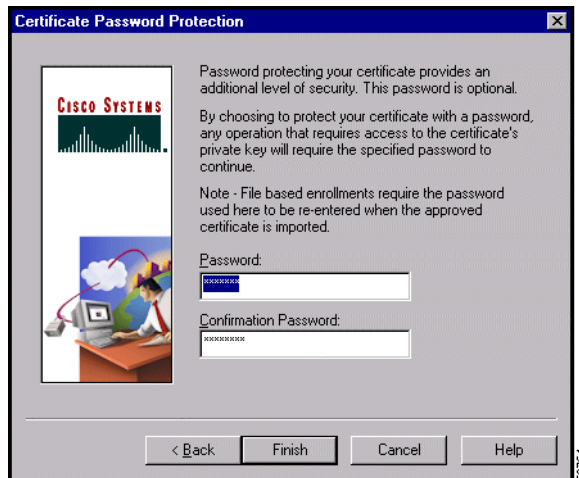 Certificate Password Protection
CISCO SYSTEMS
Password protecting your certificate provides an
additional level of security. This password is optional.
By choosing to protect your certificate with a password,
any operation that requires access to the certificate's
private key will require the specified password to
continue.
Note - File based enrollments require the password
used here to be re-entered when the approved
certificate is imported.
Password:
*******
Confirmation Password:
********
< Back
Finish
Cancel
Help